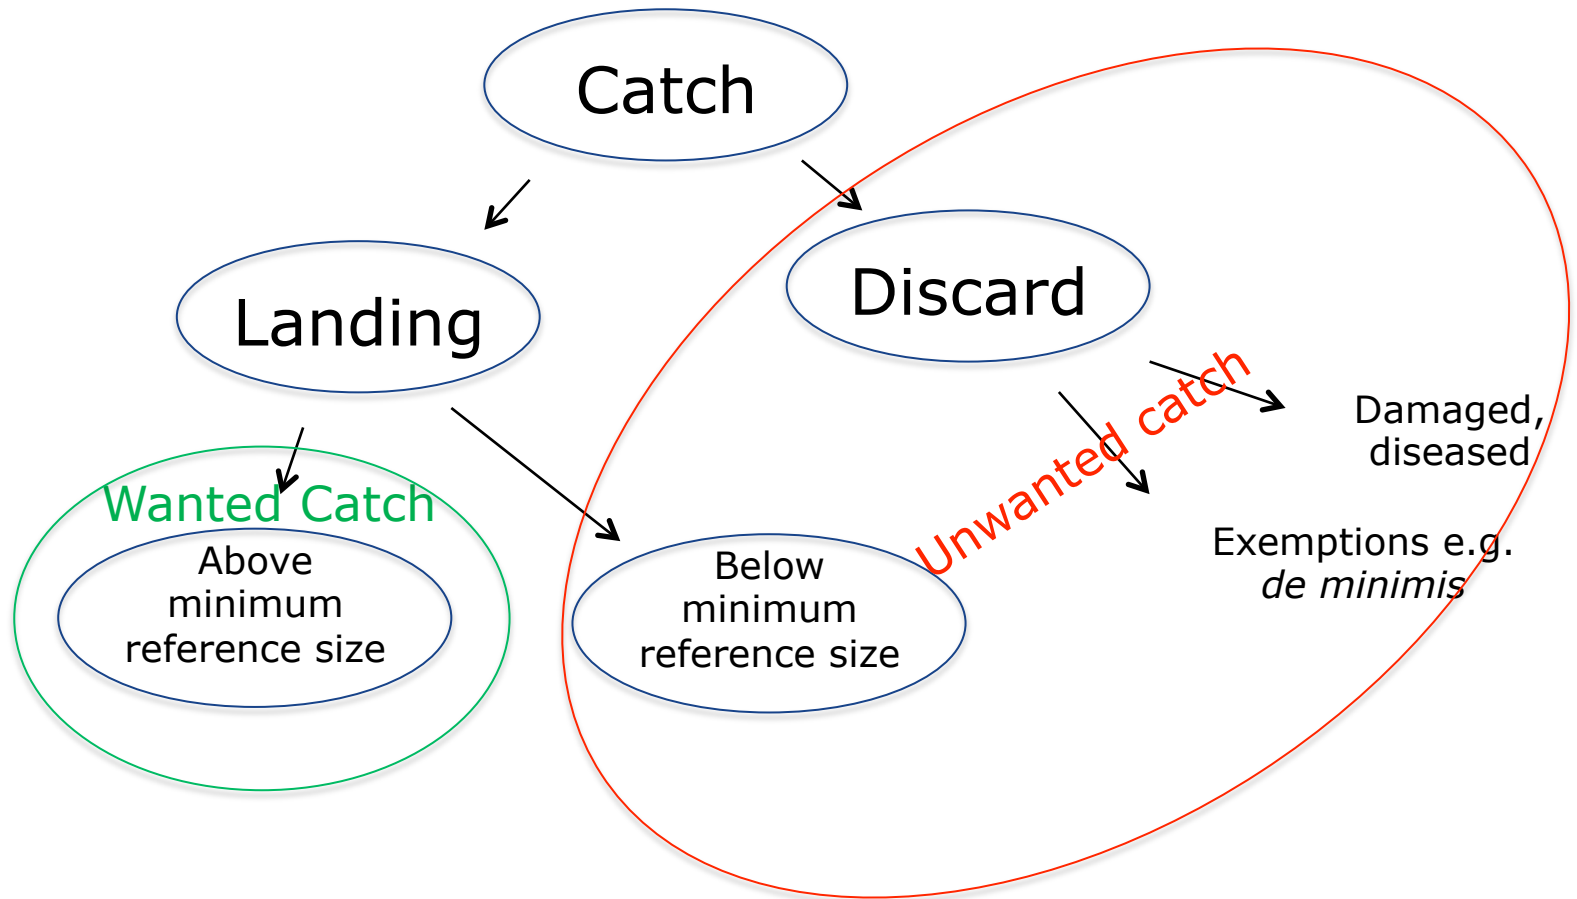 Catch
Discard
Landing
Unwanted catch
Damaged,
diseased
Wanted Catch
Above
minimum
reference size
Below
minimum
reference size
Exemptions e.g.
de minimis